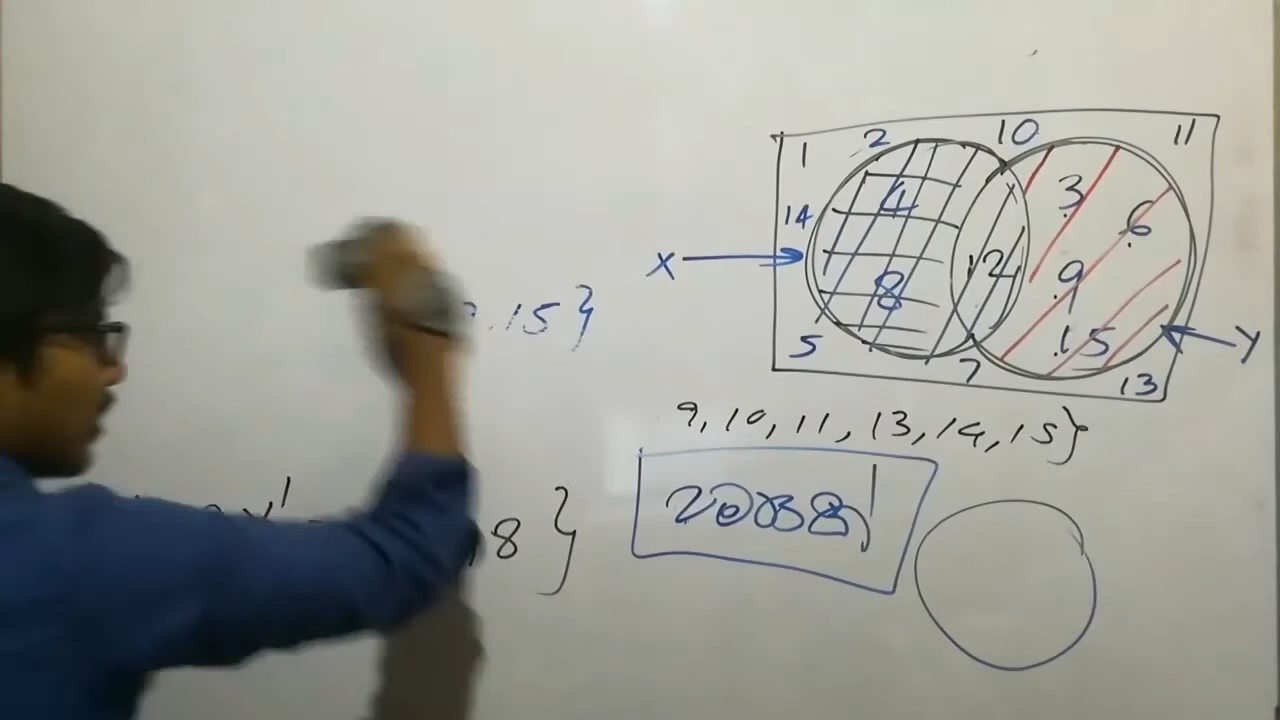 1 2 10 11
14 4 3 .6
X 12 .9
8
5 7 .15 Y
13
.15}
9, 10, 11, 13, 14, 15}
8 }